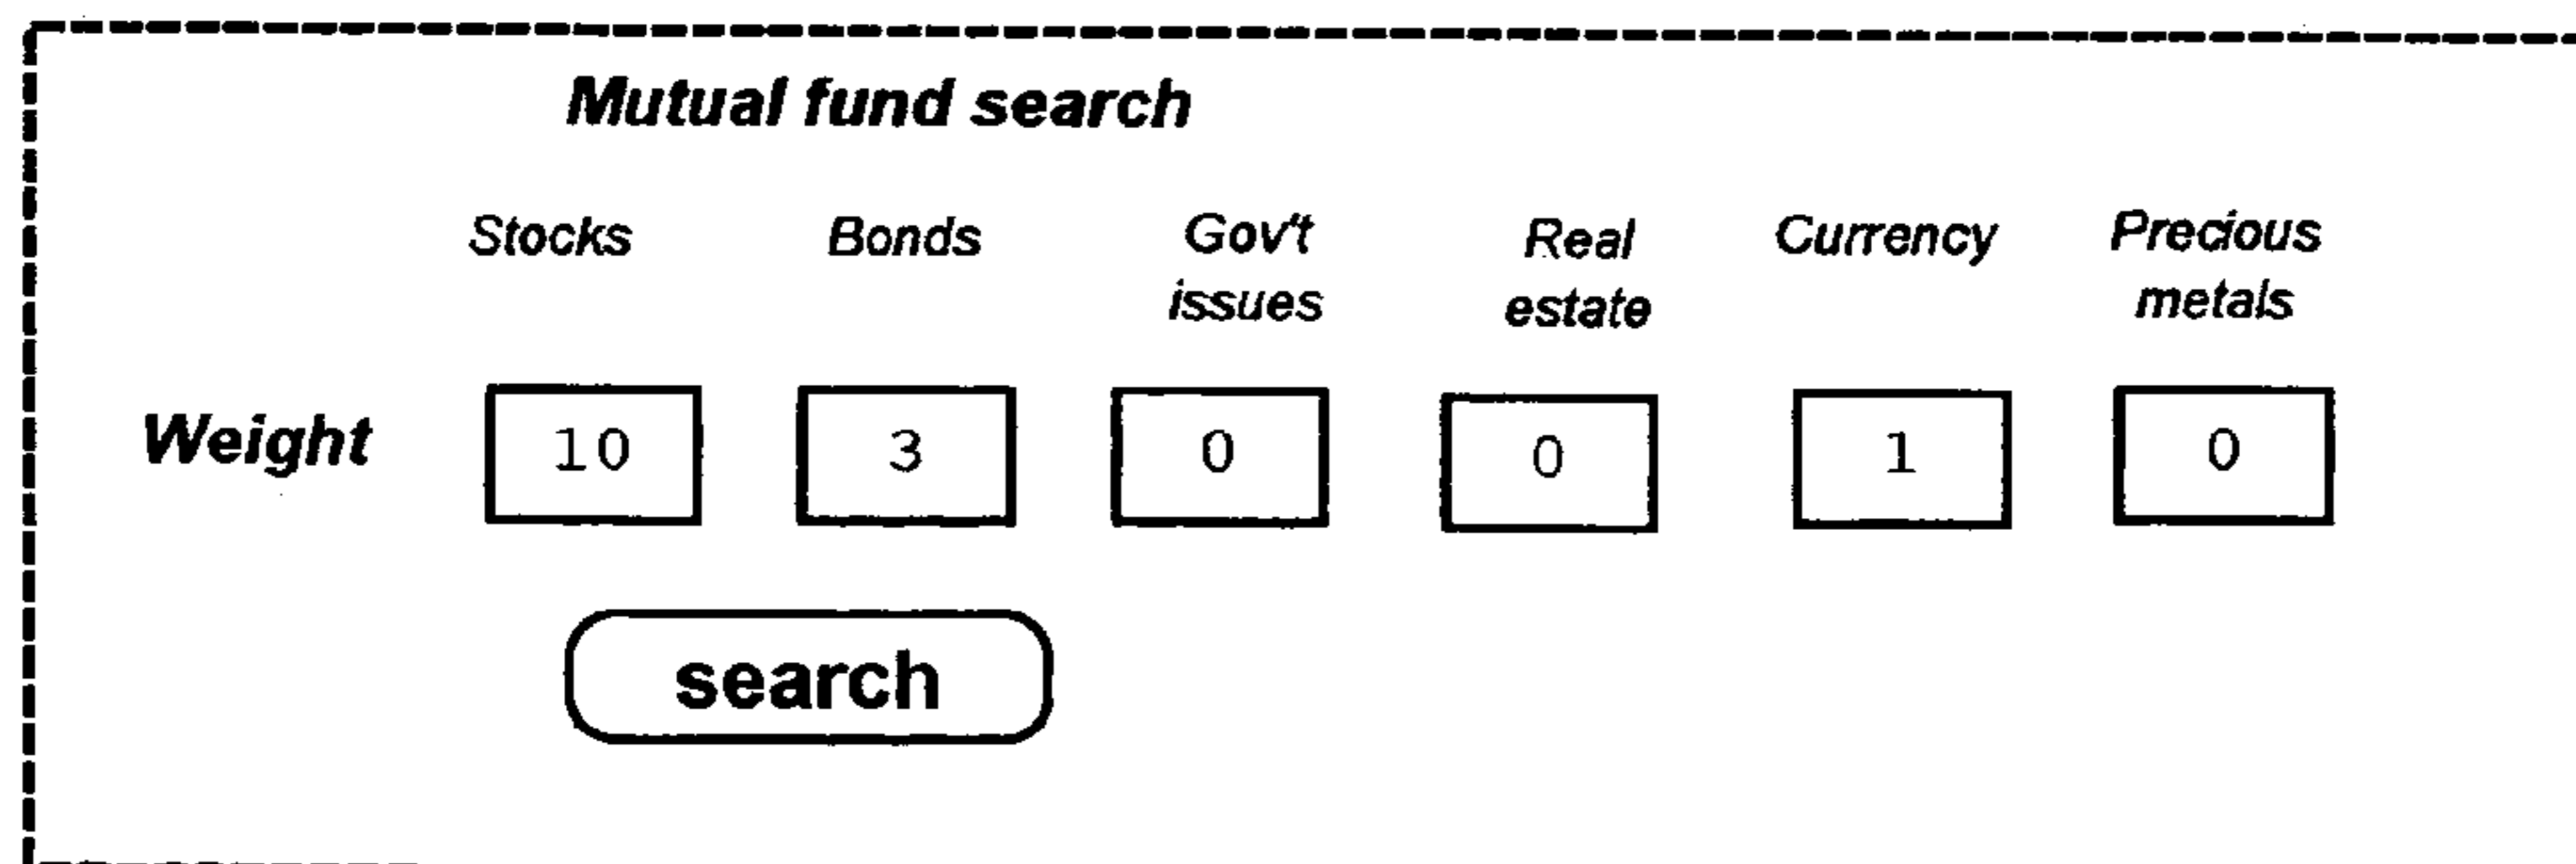 Mutual fund search
Stocks Bonds Gov't issues Real estate Currency Precious metals
Weight 10 3 0 0 1 0
search